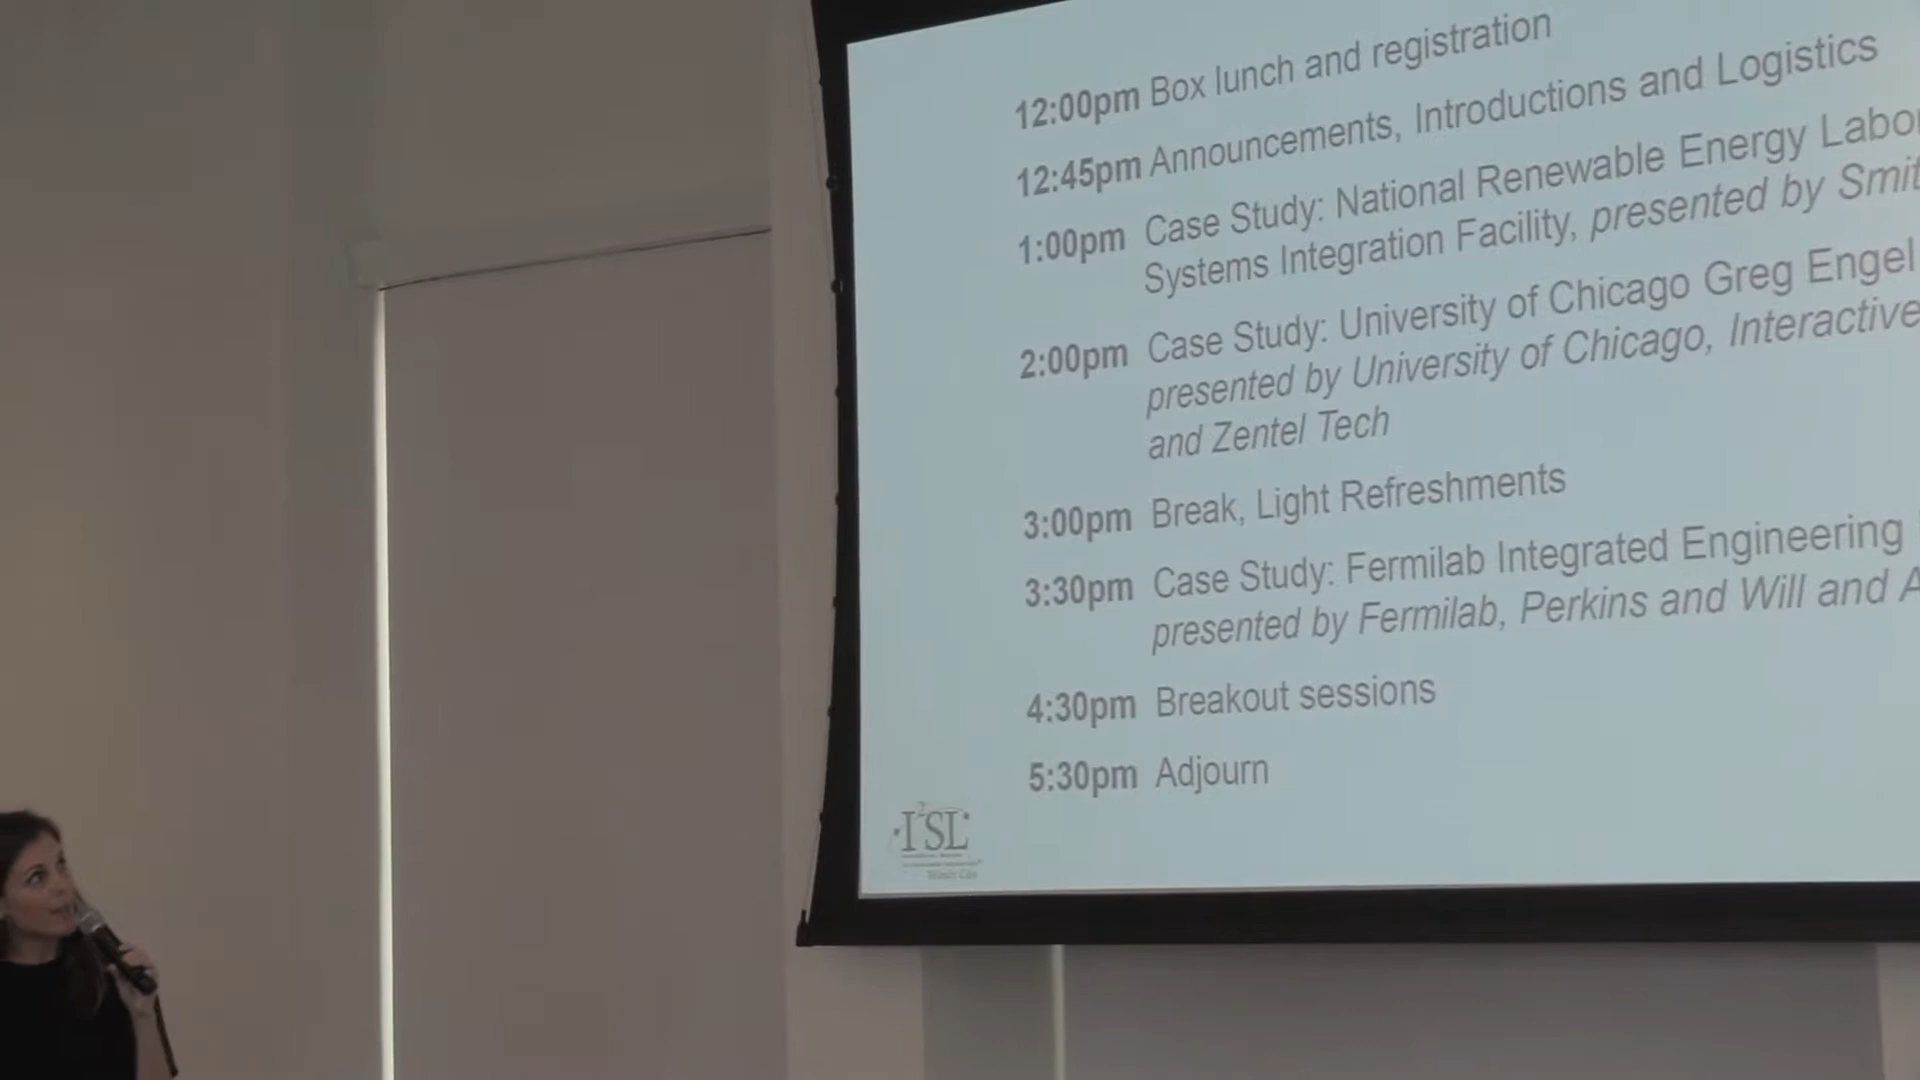 12:00pm Box lunch and registration
12:45pm Announcements, Introductions and Logistics
1:00pm Case Study: National Renewable Energy
Systems Integration Facility, presented by
2:00pm Case Study: University of Chicago Greg Engel
presented by University of Chicago, Interactive
and Zentel Tech
3:00pm Break, Light Refreshments
3:30pm Case Study: Fermilab Integrated Engineering
presented by Fermilab, Perkins and Will and
4:30pm Breakout sessions
5:30pm Adjourn
I²SL
Windy City